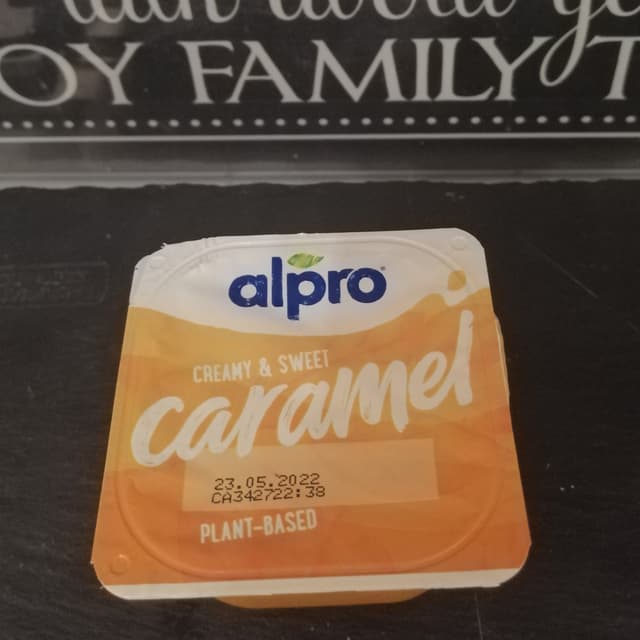 OY FAMILY T
alpro
CREAMY & SWEET
caramel
23.05.2022
CA342722:38
PLANT-BASED